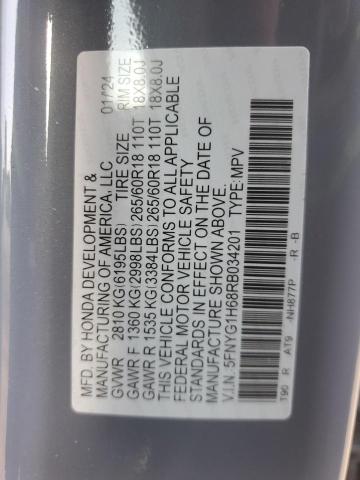 MFD. BY HONDA DEVELOPMENT &
MANUFACTURING OF AMERICA, LLC 01/24
GVWR 2810 KG(6195LBS) TIRE SIZE RIM SIZE
GAWR F 1360 KG(2998LBS)265/60R18 110T 18X8.0J
GAWR R 1535 KG(3384LBS)265/60R18 110T 18X8.0J
THIS VEHICLE CONFORMS TO ALL APPLICABLE
FEDERAL MOTOR VEHICLE SAFETY
STANDARDS IN EFFECT ON THE DATE OF
MANUFACTURE SHOWN ABOVE.
V.I.N.:5FNYG1H68RB034201 TYPE:MPV
T90 R AT9 -NH877P -R -B